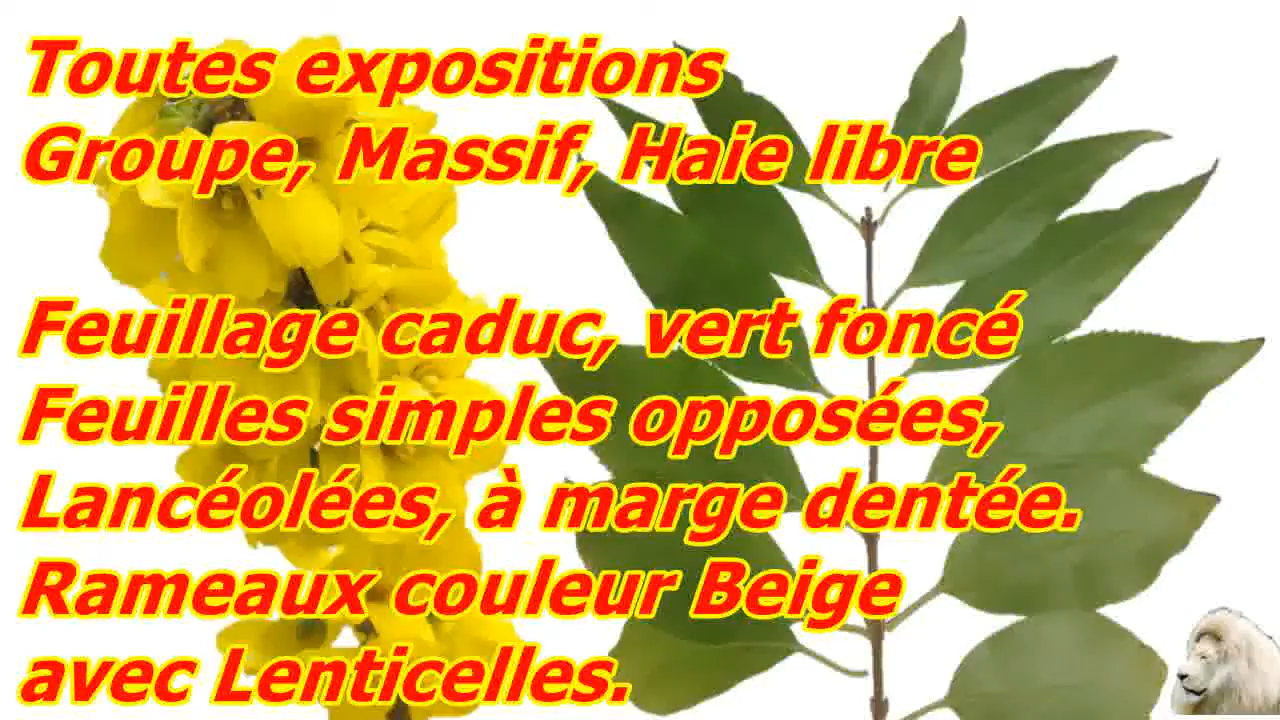 Toutes expositions
Groupe, Massif, Haie libre
Feuillage caduc, vert foncé
Feuilles simples opposées,
Lancéolées, à marge dentée.
Rameaux couleur Beige
avec Lenticelles.